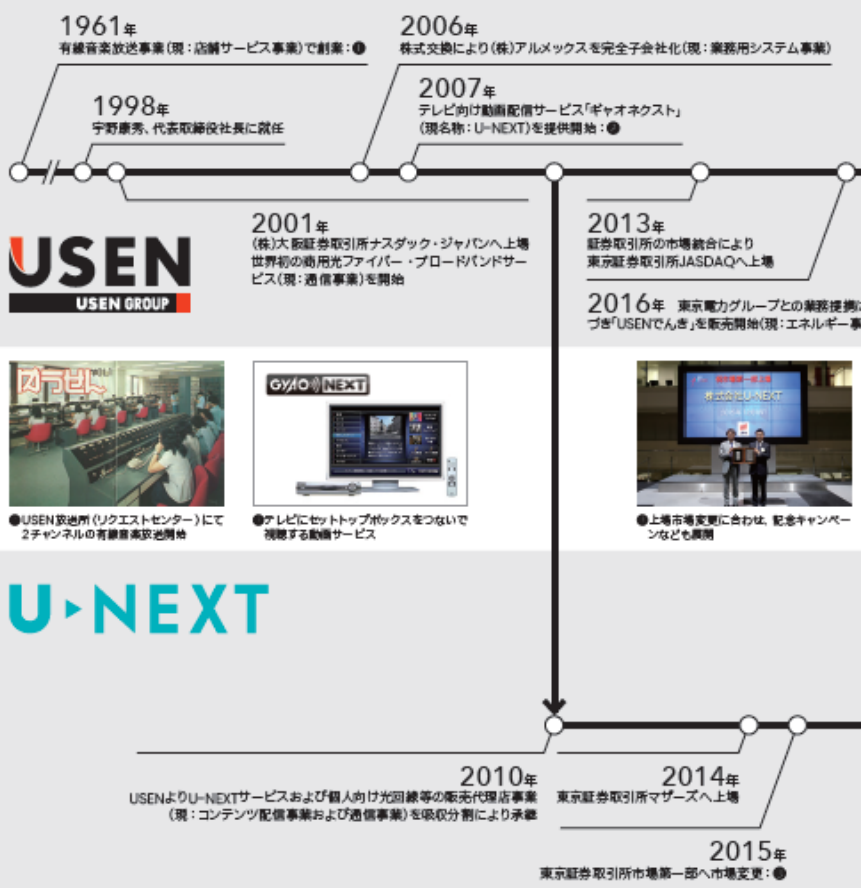 1961年
有線音楽放送事業(現:店舗サービス事業)で創業:❶
2006年
株式交換により(株)アルメックスを完全子会社化(現:業務用システム事業)
1998年
宇野康秀、代表取締役社長に就任
2007年
テレビ向け動画配信サービス「ギャオネクスト」
(現名称:U-NEXT)を提供開始:❷
2001年
(株)大阪証券取引所ナスダック・ジャパンへ上場
世界初の商用光ファイバー・ブロードバンドサー
ビス(現:通信事業)を開始
2013年
証券取引所の市場統合により
東京証券取引所JASDAQへ上場
2016年 東京電力グループとの業務提携に
づき「USENでんき」を販売開始(現:エネルギー事
USEN
USEN GROUP
ゆうせん
GYAO NEXT
株式会社U-NEXT
●USEN放送所(リクエストセンター)にて
2チャンネルの有線音楽放送開始
●テレビにセットトップボックスをつないで
視聴する動画サービス
●上場市場変更に合わせ、記念キャンペー
ンなども展開
U-NEXT
2010年
USENよりU-NEXTサービスおよび個人向け光回線等の販売代理店事業
(現:コンテンツ配信事業および通信事業)を吸収分割により承継
2014年
東京証券取引所マザーズへ上場
2015年
東京証券取引所市場第一部へ市場変更:❸